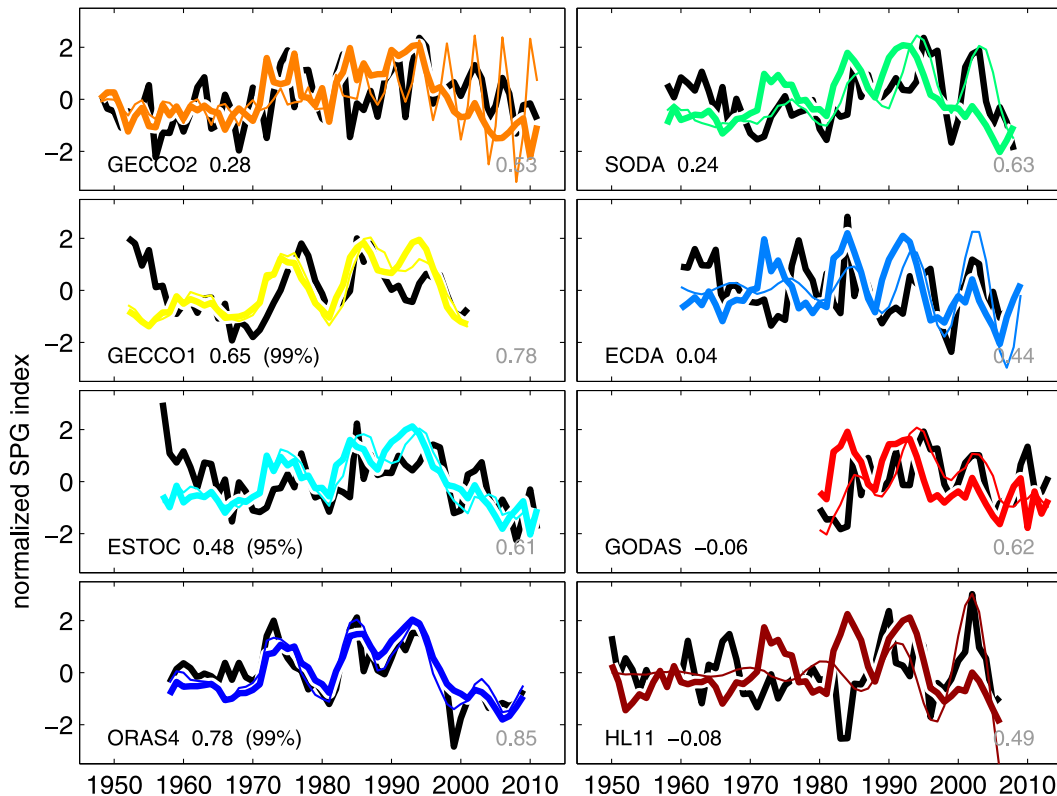 2
0
−2
GECCO2 0.28
0.53
SODA 0.24
0.63
2
0
−2
GECCO1 0.65 (99%)
0.78
ECDA 0.04
0.44
normalized SPG index
2
0
−2
ESTOC 0.48 (95%)
0.61
GODAS −0.06
0.62
2
0
−2
ORAS4 0.78 (99%)
0.85
HL11 −0.08
0.49
1950 1960 1970 1980 1990 2000 2010
1950 1960 1970 1980 1990 2000 2010